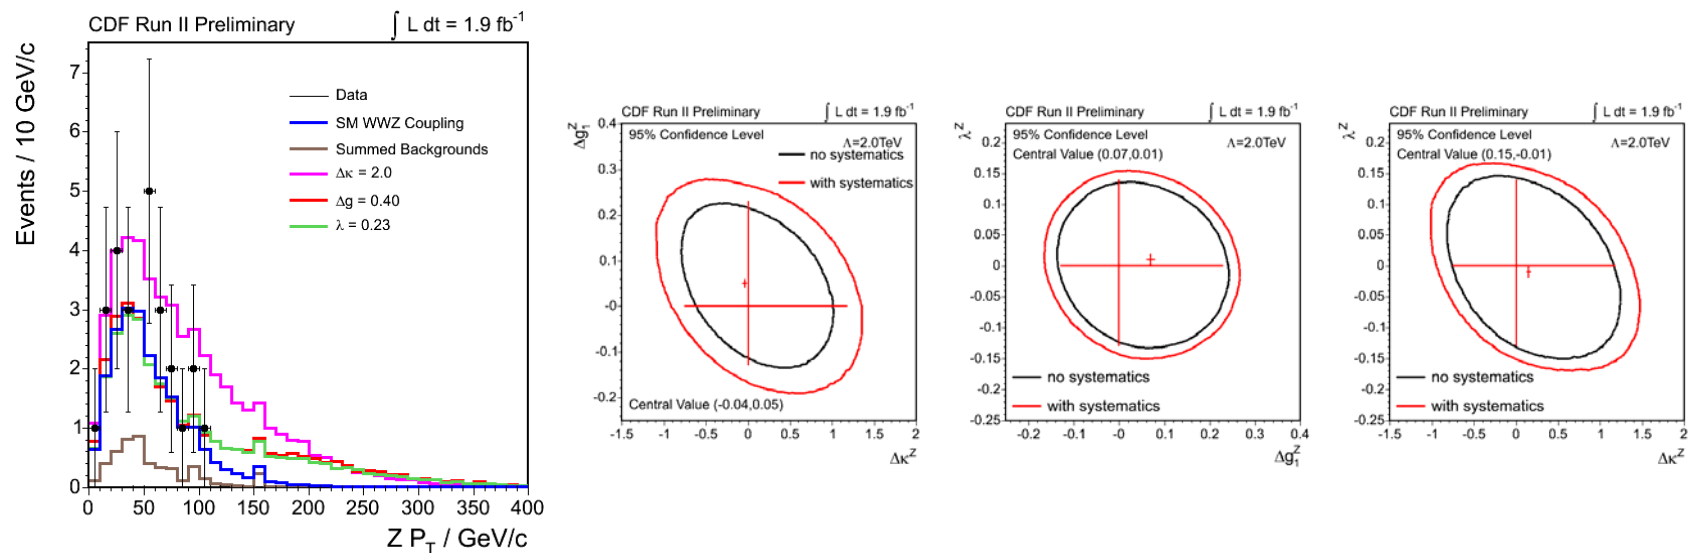 CDF Run II Preliminary ∫ L dt = 1.9 fb⁻¹
Events / 10 GeV/c
7
6
5
4
3
2
1
0
Data
SM WWZ Coupling
Summed Backgrounds
Δκ = 2.0
Δg = 0.40
λ = 0.23
0 50 100 150 200 250 300 350 400
Z P_T / GeV/c
CDF Run II Preliminary ∫ L dt = 1.9 fb⁻¹
Δg₁ᶻ
95% Confidence Level
Λ=2.0TeV
no systematics
with systematics
0.4
0.3
0.2
0.1
-0
-0.1
-0.2
Central Value (-0.04,0.05)
-1.5 -1 -0.5 0 0.5 1 1.5 2
Δκᶻ
CDF Run II Preliminary ∫ L dt = 1.9 fb⁻¹
λᶻ
95% Confidence Level
Λ=2.0TeV
Central Value (0.07,0.01)
0.2
0.15
0.1
0.05
0
-0.05
-0.1
-0.15
-0.2
-0.25
no systematics
with systematics
-0.2 -0.1 -0 0.1 0.2 0.3 0.4
Δg₁ᶻ
CDF Run II Preliminary ∫ L dt = 1.9 fb⁻¹
λᶻ
95% Confidence Level
Λ=2.0TeV
Central Value (0.15,-0.01)
0.2
0.15
0.1
0.05
0
-0.05
-0.1
-0.15
-0.2
-0.25
no systematics
with systematics
-1.5 -1 -0.5 0 0.5 1 1.5 2
Δκᶻ